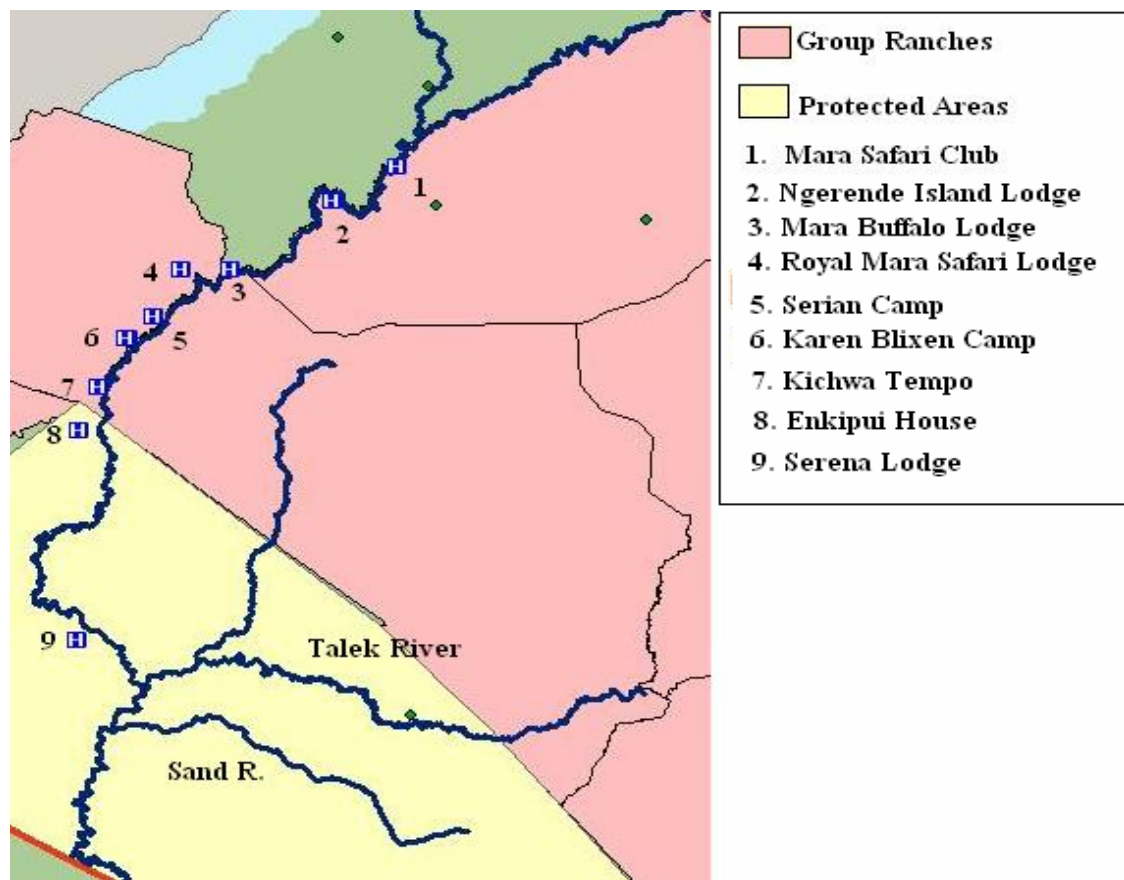 Group Ranches
Protected Areas
1. Mara Safari Club
2. Ngerende Island Lodge
3. Mara Buffalo Lodge
4. Royal Mara Safari Lodge
5. Serian Camp
6. Karen Blixen Camp
7. Kichwa Tempo
8. Enkipui House
9. Serena Lodge
H
1
H
2
4 H
H
3
H
5
6 H
7 H
8 H
9 H
Talek River
Sand R.